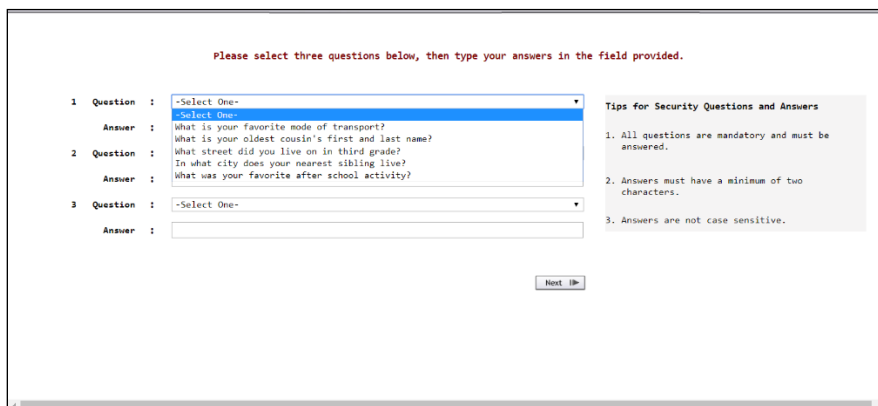 Please select three questions below, then type your answers in the field provided.
1 Question : -Select One-
-Select One-
Answer : What is your favorite mode of transport?
What is your oldest cousin's first and last name?
2 Question : What street did you live on in third grade?
In what city does your nearest sibling live?
Answer : What was your favorite after school activity?
3 Question : -Select One-
Answer :
Tips for Security Questions and Answers
1. All questions are mandatory and must be
answered.
2. Answers must have a minimum of two
characters.
3. Answers are not case sensitive.
Next